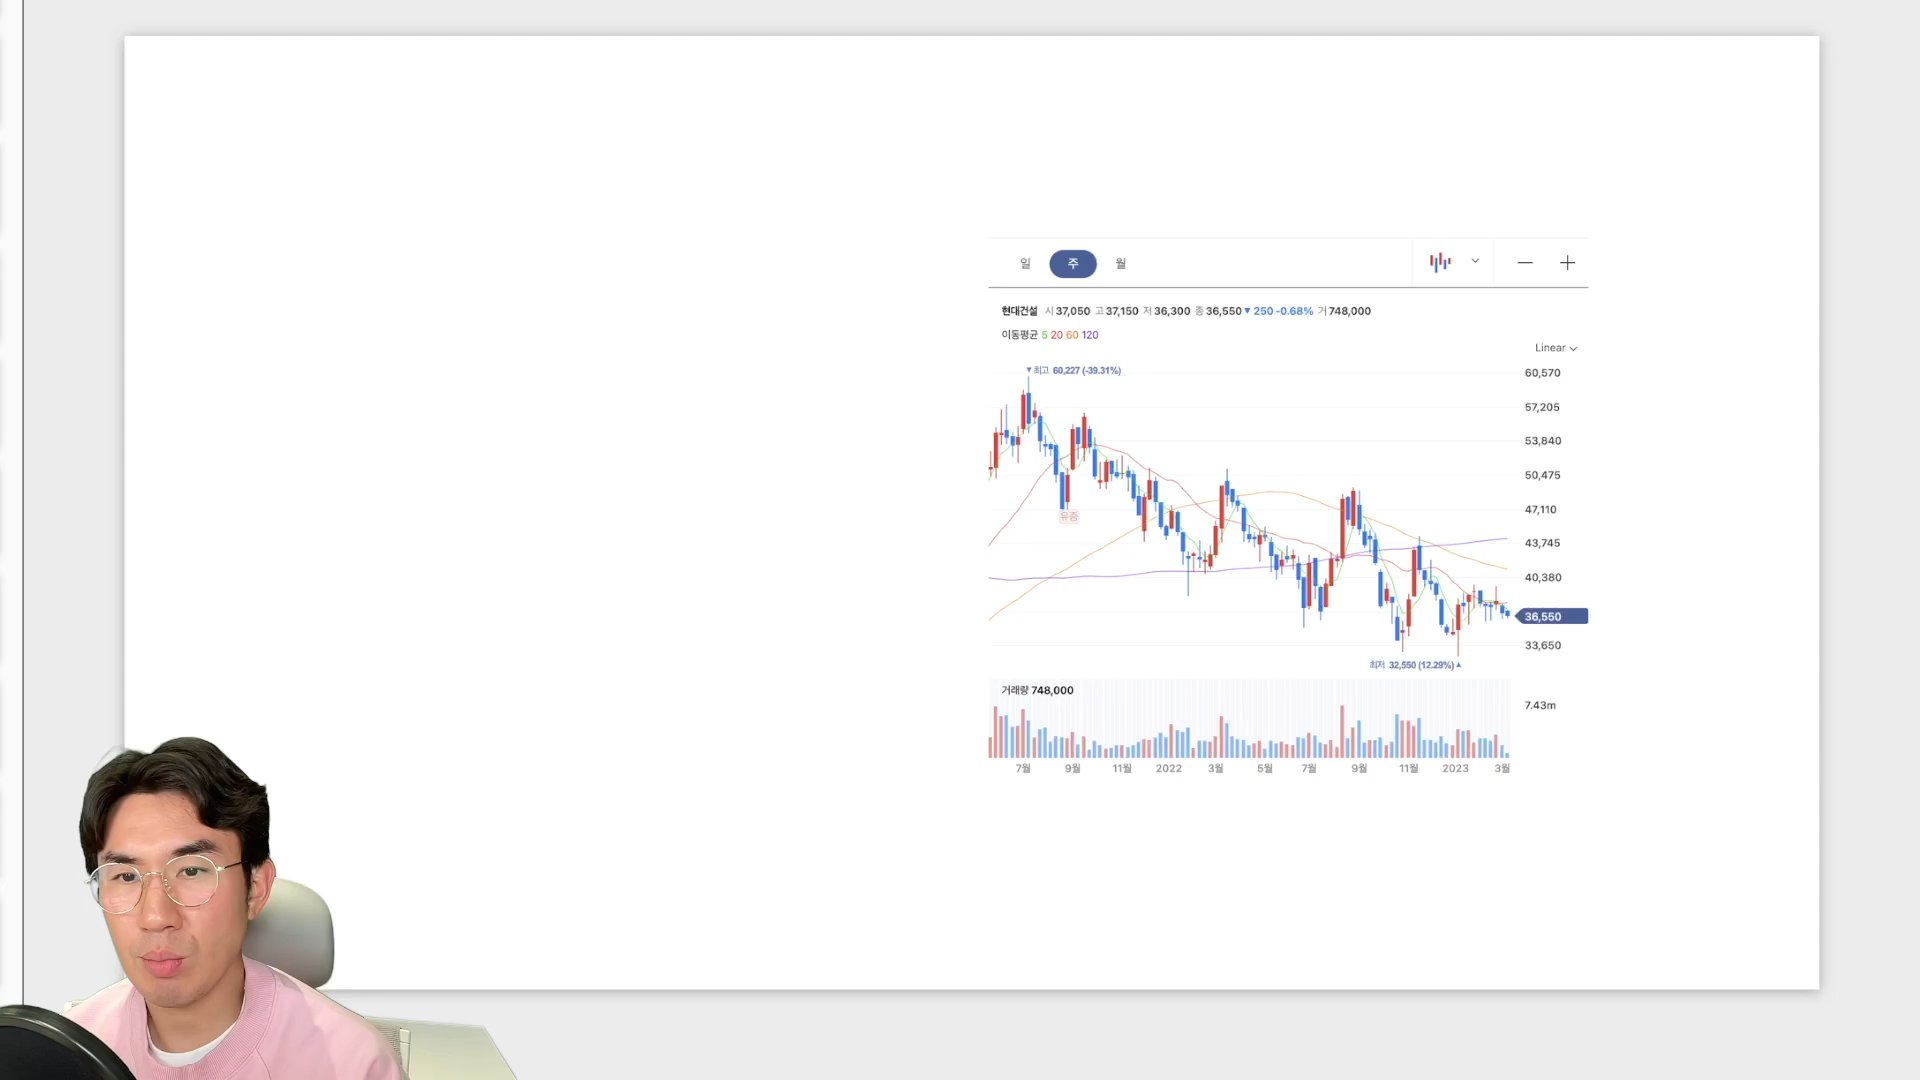 일 주 월
현대건설 시 37,050 고 37,150 저 36,300 종 36,550 ▼ 250 -0.68% 거 748,000
이동평균 5 20 60 120
Linear
▼최고 60,227 (-39.31%)
60,570
57,205
53,840
50,475
47,110
유증
43,745
40,380
36,550
33,650
최저 32,550 (12.29%)▲
거래량 748,000
7.43m
7월 9월 11월 2022 3월 5월 7월 9월 11월 2023 3월